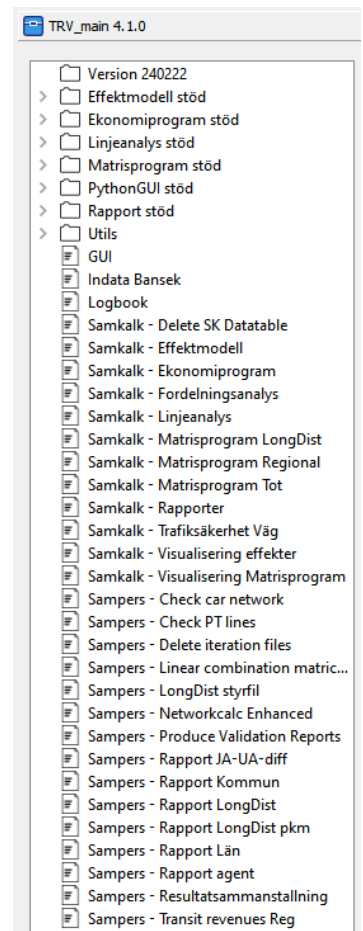 TRV_main 4.1.0
Version 240222
Effektmodell stöd
Ekonomiprogram stöd
Linjeanalys stöd
Matrisprogram stöd
PythonGUI stöd
Rapport stöd
Utils
GUI
Indata Bansek
Logbook
Samkalk - Delete SK Datatable
Samkalk - Effektmodell
Samkalk - Ekonomiprogram
Samkalk - Fordelningsanalys
Samkalk - Linjeanalys
Samkalk - Matrisprogram LongDist
Samkalk - Matrisprogram Regional
Samkalk - Matrisprogram Tot
Samkalk - Rapporter
Samkalk - Trafiksäkerhet Väg
Samkalk - Visualisering effekter
Samkalk - Visualisering Matrisprogram
Sampers - Check car network
Sampers - Check PT lines
Sampers - Delete iteration files
Sampers - Linear combination matric...
Sampers - LongDist styrfil
Sampers - Networkcalc Enhanced
Sampers - Produce Validation Reports
Sampers - Rapport JA-UA-diff
Sampers - Rapport Kommun
Sampers - Rapport LongDist
Sampers - Rapport LongDist pkm
Sampers - Rapport Län
Sampers - Rapport agent
Sampers - Resultatsammanstallning
Sampers - Transit revenues Reg